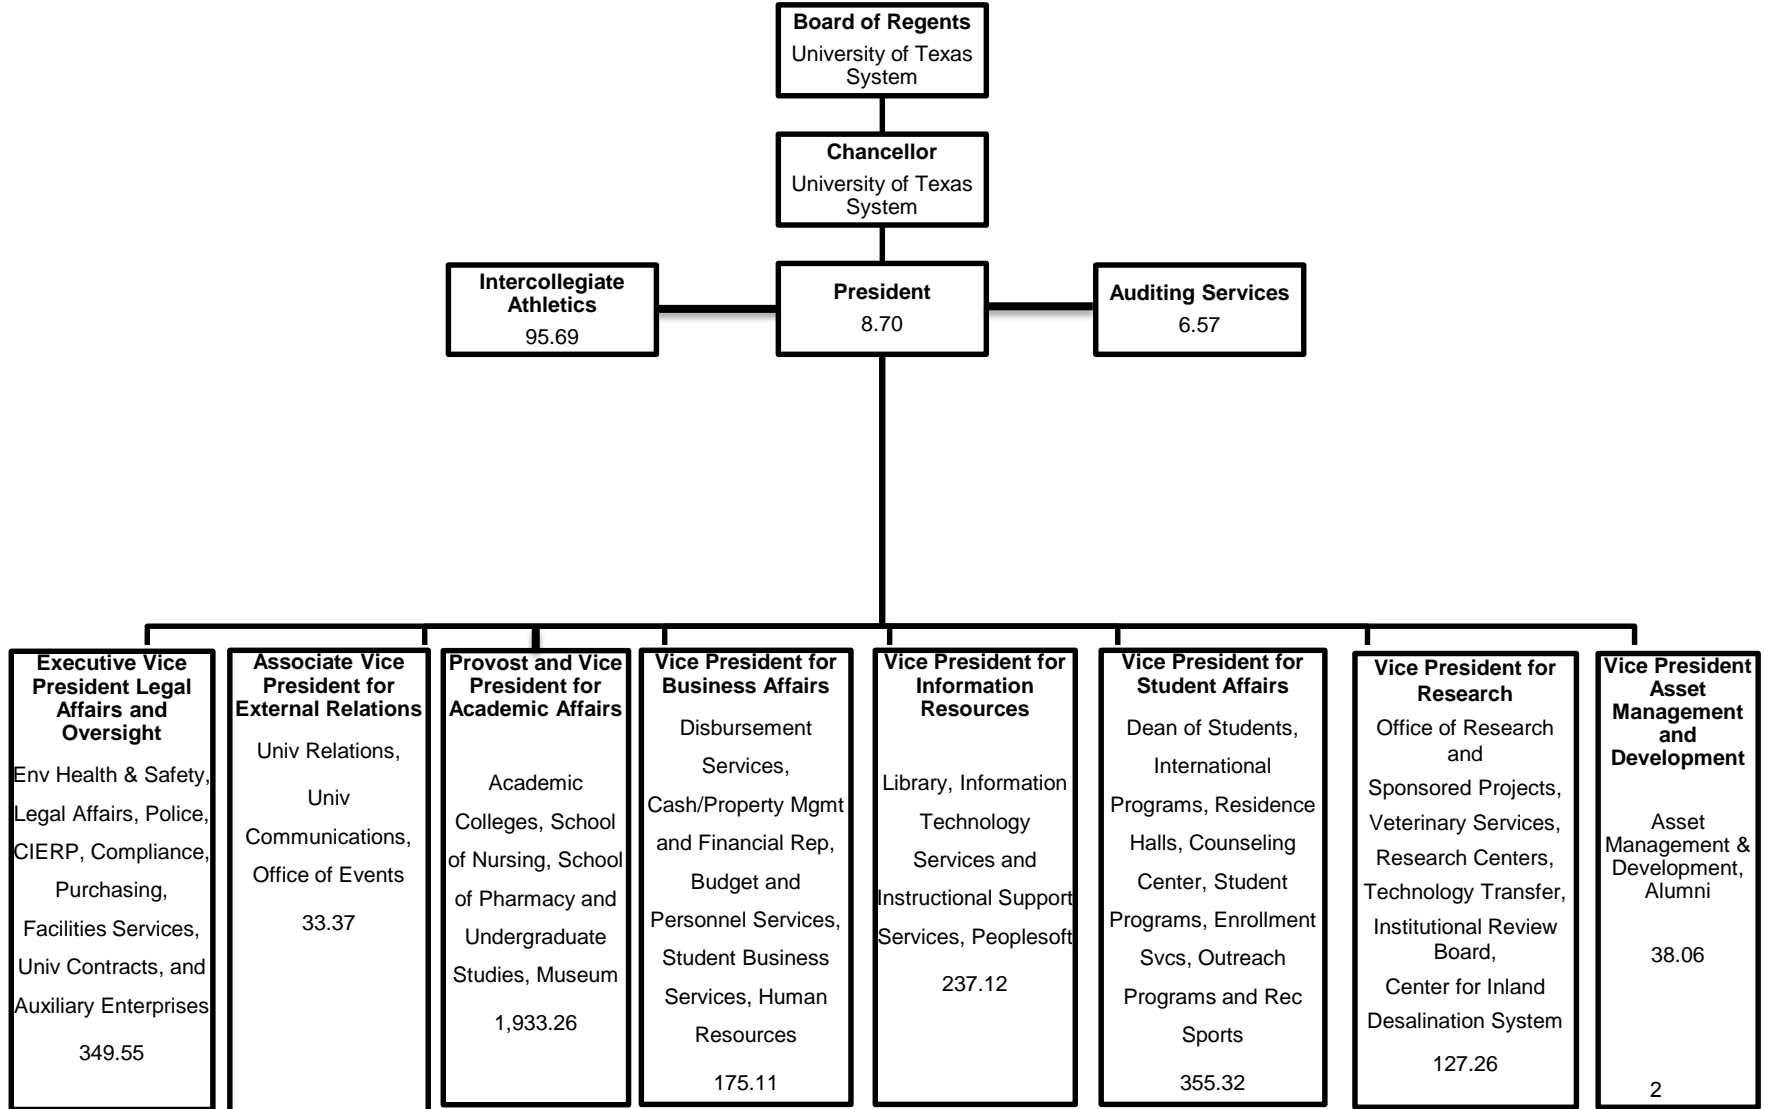 Board of Regents
University of Texas
System
Chancellor
University of Texas
System
Intercollegiate
Athletics
95.69
President
8.70
Auditing Services
6.57
Executive Vice
President Legal
Affairs and
Oversight
Env Health & Safety,
Legal Affairs, Police,
CIERP, Compliance,
Purchasing,
Facilities Services,
Univ Contracts, and
Auxiliary Enterprises
349.55
Associate Vice
President for
External Relations
Univ Relations,
Univ
Communications,
Office of Events
33.37
Provost and Vice
President for
Academic Affairs
Academic
Colleges, School
of Nursing, School
of Pharmacy and
Undergraduate
Studies, Museum
1,933.26
Vice President for
Business Affairs
Disbursement
Services,
Cash/Property Mgmt
and Financial Rep,
Budget and
Personnel Services,
Student Business
Services, Human
Resources
175.11
Vice President for
Information
Resources
Library, Information
Technology
Services and
Instructional Support
Services, Peoplesoft
237.12
Vice President for
Student Affairs
Dean of Students,
International
Programs, Residence
Halls, Counseling
Center, Student
Programs, Enrollment
Svcs, Outreach
Programs and Rec
Sports
355.32
Vice President for
Research
Office of Research
and
Sponsored Projects,
Veterinary Services,
Research Centers,
Technology Transfer,
Institutional Review
Board,
Center for Inland
Desalination System
127.26
Vice President
Asset
Management
and
Development
Asset
Management &
Development,
Alumni
38.06
2